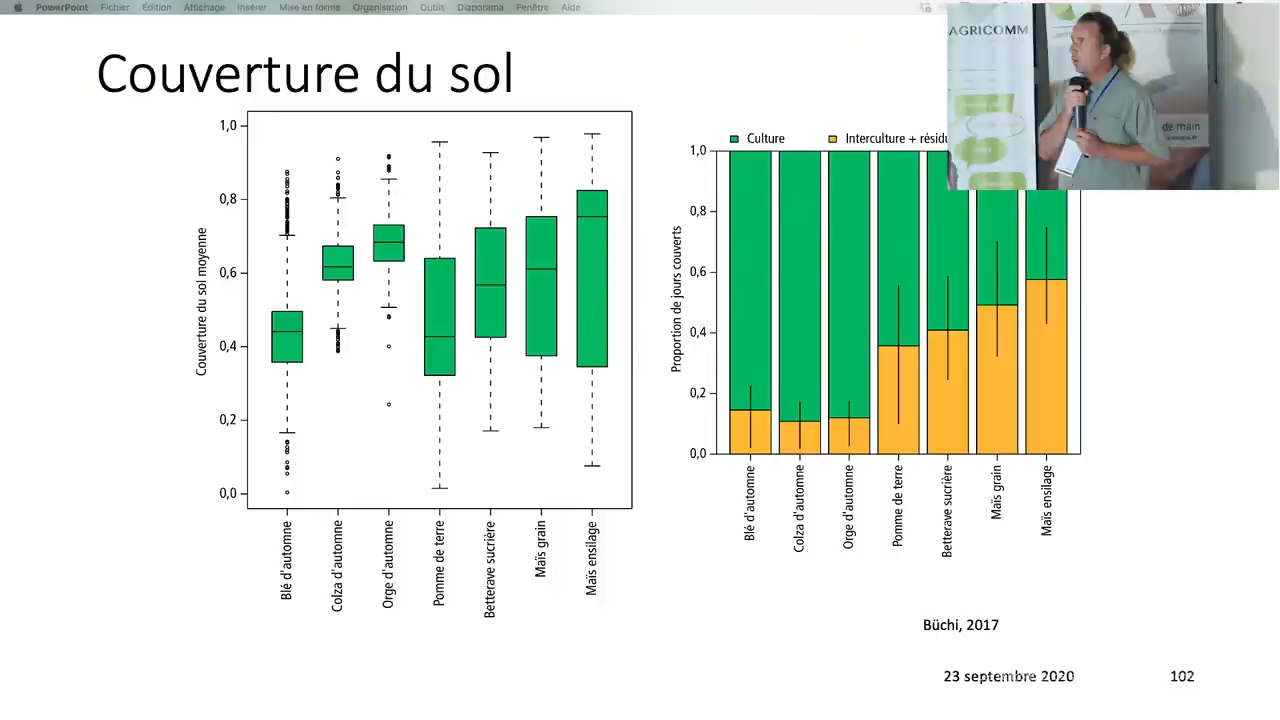 PowerPoint Fichier Édition Affichage Insérer Mise en forme Organisation Outils Diaporama Fenêtre Aide
Couverture du sol
AGRICOMM
de main
Couverture du sol moyenne
1,0
0,8
0,6
0,4
0,2
0,0
Blé d'automne
Colza d'automne
Orge d'automne
Pomme de terre
Betterave sucrière
Maïs grain
Maïs ensilage
Culture
Interculture + résidu
Proportion de jours couverts
1,0
0,8
0,6
0,4
0,2
0,0
Blé d'automne
Colza d'automne
Orge d'automne
Pomme de terre
Betterave sucrière
Maïs grain
Maïs ensilage
Büchi, 2017
23 septembre 2020
102